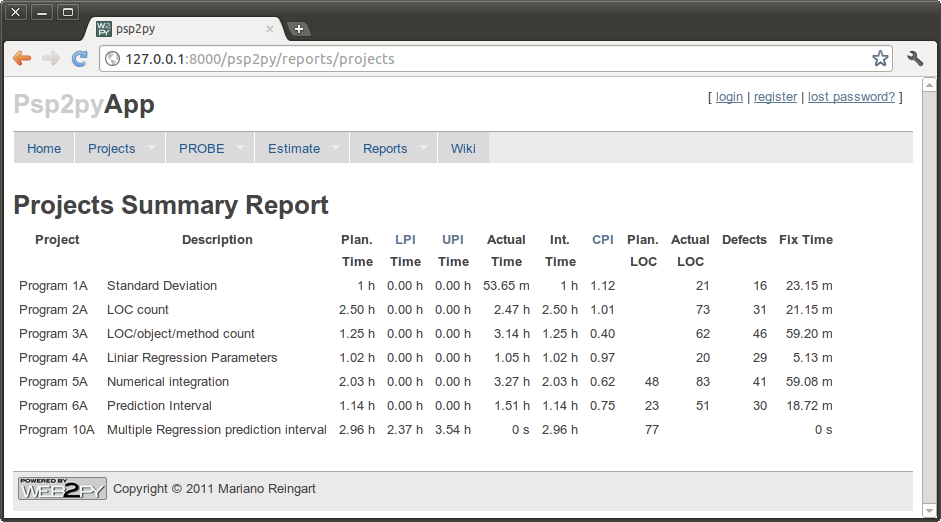 psp2py
127.0.0.1:8000/psp2py/reports/projects
Psp2pyApp
[ login | register | lost password? ]
Home Projects PROBE Estimate Reports Wiki
Projects Summary Report
Project Description Plan. Time LPI Time UPI Time Actual Time Int. Time CPI Plan. LOC Actual LOC Defects Fix Time
Program 1A Standard Deviation 1 h 0.00 h 0.00 h 53.65 m 1 h 1.12 21 16 23.15 m
Program 2A LOC count 2.50 h 0.00 h 0.00 h 2.47 h 2.50 h 1.01 73 31 21.15 m
Program 3A LOC/object/method count 1.25 h 0.00 h 0.00 h 3.14 h 1.25 h 0.40 62 46 59.20 m
Program 4A Liniar Regression Parameters 1.02 h 0.00 h 0.00 h 1.05 h 1.02 h 0.97 20 29 5.13 m
Program 5A Numerical integration 2.03 h 0.00 h 0.00 h 3.27 h 2.03 h 0.62 48 83 41 59.08 m
Program 6A Prediction Interval 1.14 h 0.00 h 0.00 h 1.51 h 1.14 h 0.75 23 51 30 18.72 m
Program 10A Multiple Regression prediction interval 2.96 h 2.37 h 3.54 h 0 s 2.96 h 77 0 s
POWERED BY
WEB2PY
Copyright © 2011 Mariano Reingart